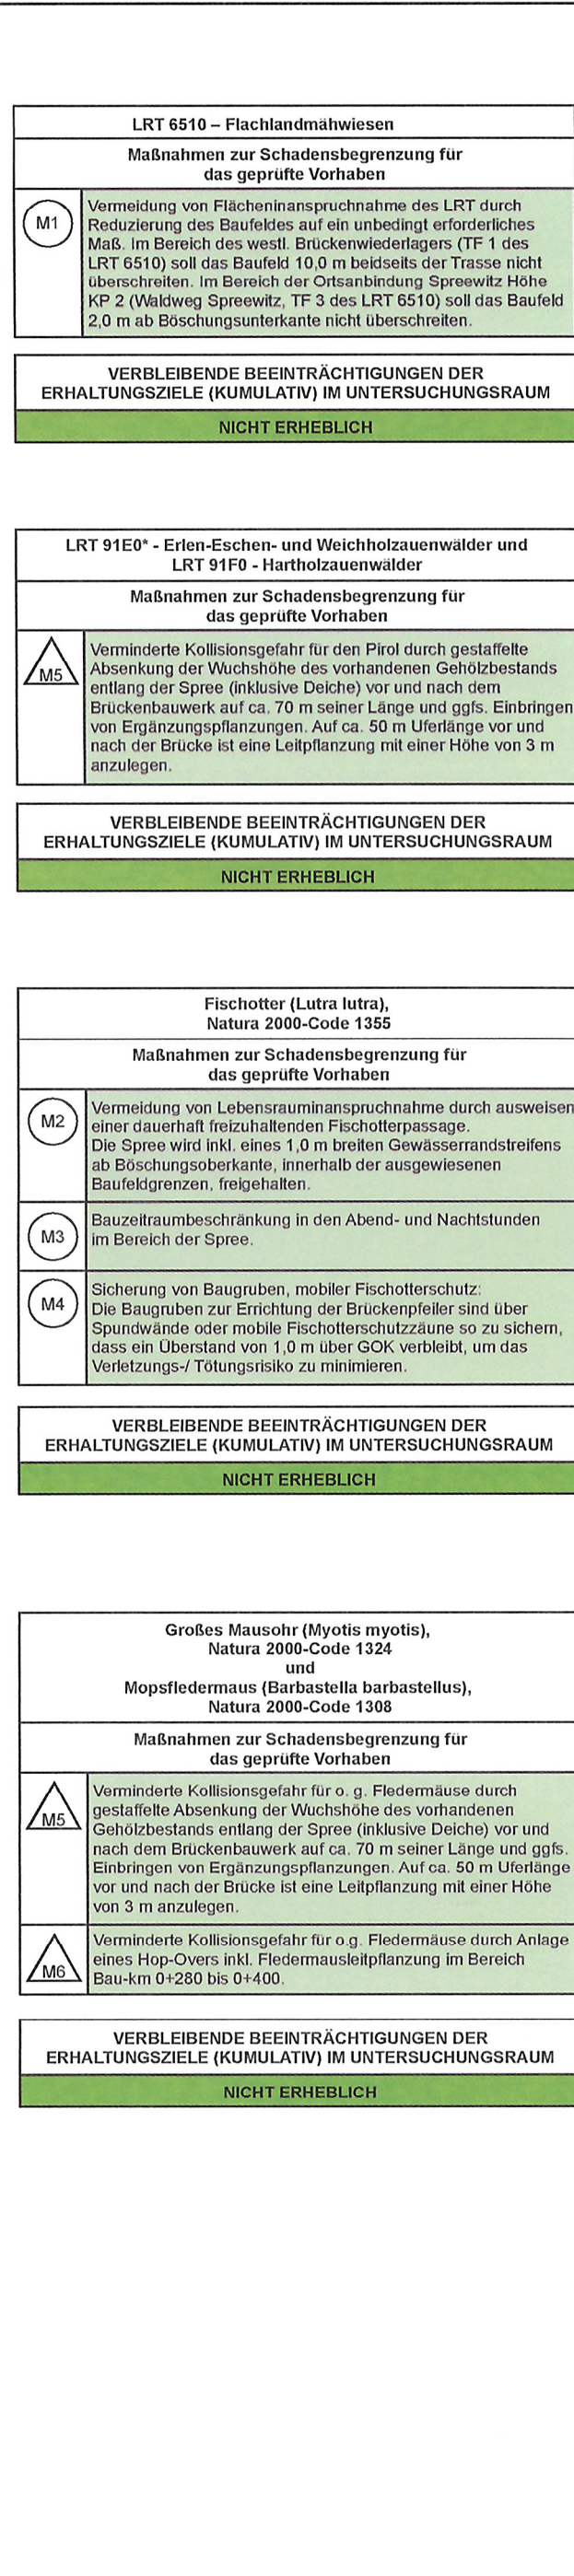 LRT 6510 – Flachlandmähwiesen
Maßnahmen zur Schadensbegrenzung für
das geprüfte Vorhaben
M1
Vermeidung von Flächeninanspruchnahme des LRT durch
Reduzierung des Baufeldes auf ein unbedingt erforderliches
Maß. Im Bereich des westl. Brückenwiederlagers (TF 1 des
LRT 6510) soll das Baufeld 10,0 m beidseits der Trasse nicht
überschreiten. Im Bereich der Ortsanbindung Spreewitz Höhe
KP 2 (Waldweg Spreewitz, TF 3 des LRT 6510) soll das Baufeld
2,0 m ab Böschungsunterkante nicht überschreiten.
VERBLEIBENDE BEEINTRÄCHTIGUNGEN DER
ERHALTUNGSZIELE (KUMULATIV) IM UNTERSUCHUNGSRAUM
NICHT ERHEBLICH
LRT 91E0* - Erlen-Eschen- und Weichholzauenwälder und
LRT 91F0 - Hartholzauenwälder
Maßnahmen zur Schadensbegrenzung für
das geprüfte Vorhaben
M5
Verminderte Kollisionsgefahr für den Pirol durch gestaffelte
Absenkung der Wuchshöhe des vorhandenen Gehölzbestands
entlang der Spree (inklusive Deiche) vor und nach dem
Brückenbauwerk auf ca. 70 m seiner Länge und ggfs. Einbringen
von Ergänzungspflanzungen. Auf ca. 50 m Uferlänge vor und
nach der Brücke ist eine Leitpflanzung mit einer Höhe von 3 m
anzulegen.
VERBLEIBENDE BEEINTRÄCHTIGUNGEN DER
ERHALTUNGSZIELE (KUMULATIV) IM UNTERSUCHUNGSRAUM
NICHT ERHEBLICH
Fischotter (Lutra lutra),
Natura 2000-Code 1355
Maßnahmen zur Schadensbegrenzung für
das geprüfte Vorhaben
M2
Vermeidung von Lebensrauminanspruchnahme durch ausweisen
einer dauerhaft freizuhaltenden Fischotterpassage.
Die Spree wird inkl. eines 1,0 m breiten Gewässerrandstreifens
ab Böschungsoberkante, innerhalb der ausgewiesenen
Baufeldgrenzen, freigehalten.
M3
Bauzeitraumbeschränkung in den Abend- und Nachtstunden
im Bereich der Spree.
M4
Sicherung von Baugruben, mobiler Fischotterschutz:
Die Baugruben zur Errichtung der Brückenpfeiler sind über
Spundwände oder mobile Fischotterschutzzäune so zu sichern,
dass ein Überstand von 1,0 m über GOK verbleibt, um das
Verletzungs-/ Tötungsrisiko zu minimieren.
VERBLEIBENDE BEEINTRÄCHTIGUNGEN DER
ERHALTUNGSZIELE (KUMULATIV) IM UNTERSUCHUNGSRAUM
NICHT ERHEBLICH
Großes Mausohr (Myotis myotis),
Natura 2000-Code 1324
und
Mopsfledermaus (Barbastella barbastellus),
Natura 2000-Code 1308
Maßnahmen zur Schadensbegrenzung für
das geprüfte Vorhaben
M5
Verminderte Kollisionsgefahr für o. g. Fledermäuse durch
gestaffelte Absenkung der Wuchshöhe des vorhandenen
Gehölzbestands entlang der Spree (inklusive Deiche) vor und
nach dem Brückenbauwerk auf ca. 70 m seiner Länge und ggfs.
Einbringen von Ergänzungspflanzungen. Auf ca. 50 m Uferlänge
vor und nach der Brücke ist eine Leitpflanzung mit einer Höhe
von 3 m anzulegen.
M6
Verminderte Kollisionsgefahr für o.g. Fledermäuse durch Anlage
eines Hop-Overs inkl. Fledermausleitpflanzung im Bereich
Bau-km 0+280 bis 0+400.
VERBLEIBENDE BEEINTRÄCHTIGUNGEN DER
ERHALTUNGSZIELE (KUMULATIV) IM UNTERSUCHUNGSRAUM
NICHT ERHEBLICH